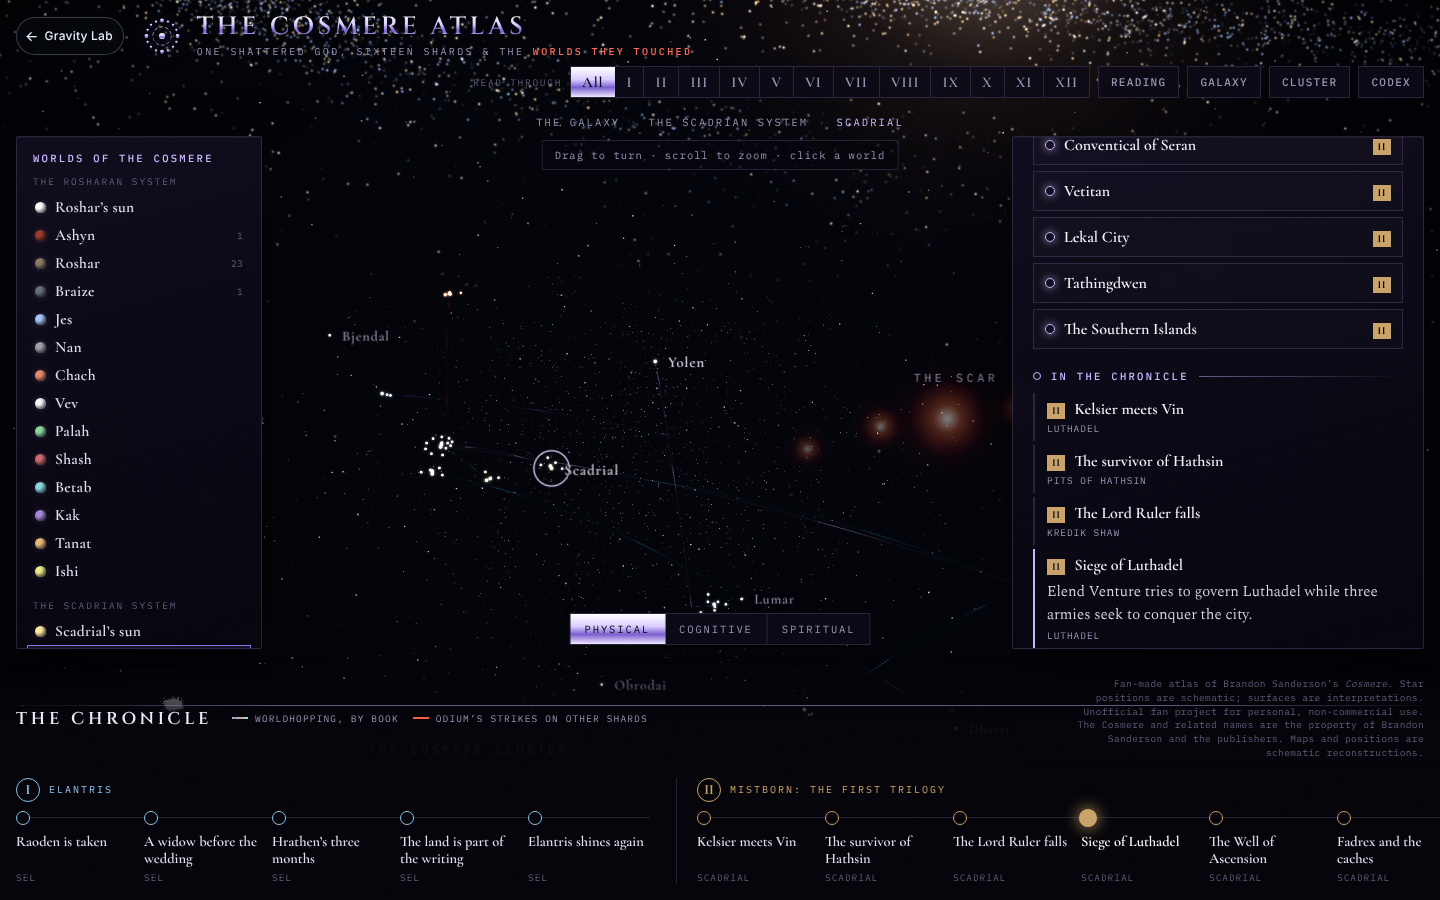 ← Gravity Lab
THE COSMERE ATLAS
ONE SHATTERED GOD, SIXTEEN SHARDS & THE WORLDS THEY TOUCHED
READ THROUGH
All I II III IV V VI VII VIII IX X XI XII
READING GALAXY CLUSTER CODEX
THE GALAXY THE SCADRIAN SYSTEM SCADRIAL
Drag to turn · scroll to zoom · click a world
WORLDS OF THE COSMERE
THE ROSHARAN SYSTEM
Roshar's sun
Ashyn 1
Roshar 23
Braize 1
Jes
Nan
Chach
Vev
Palah
Shash
Betab
Kak
Tanat
Ishi
THE SCADRIAN SYSTEM
Scadrial's sun
Bjendal
Yolen
THE SCAR
Scadrial
Lumar
Obrodai
Dhatri
THE COSMERE CLUSTER
PHYSICAL COGNITIVE SPIRITUAL
Conventical of Seran II
Vetitan II
Lekal City II
Tathingdwen II
The Southern Islands II
IN THE CHRONICLE
II Kelsier meets Vin
LUTHADEL
II The survivor of Hathsin
PITS OF HATHSIN
II The Lord Ruler falls
KREDIK SHAW
II Siege of Luthadel
Elend Venture tries to govern Luthadel while three
armies seek to conquer the city.
LUTHADEL
Fan-made atlas of Brandon Sanderson's Cosmere. Star
positions are schematic; surfaces are interpretations.
Unofficial fan project for personal, non-commercial use.
The Cosmere and related names are the property of Brandon
Sanderson and the publishers. Maps and positions are
schematic reconstructions.
THE CHRONICLE
WORLDHOPPING, BY BOOK
ODIUM'S STRIKES ON OTHER SHARDS
I ELANTRIS
Raoden is taken
SEL
A widow before the
wedding
SEL
Hrathen's three
months
SEL
The land is part of
the writing
SEL
Elantris shines again
SEL
II MISTBORN: THE FIRST TRILOGY
Kelsier meets Vin
SCADRIAL
The survivor of
Hathsin
SCADRIAL
The Lord Ruler falls
SCADRIAL
Siege of Luthadel
SCADRIAL
The Well of
Ascension
SCADRIAL
Fadrex and the
caches
SCADRIAL